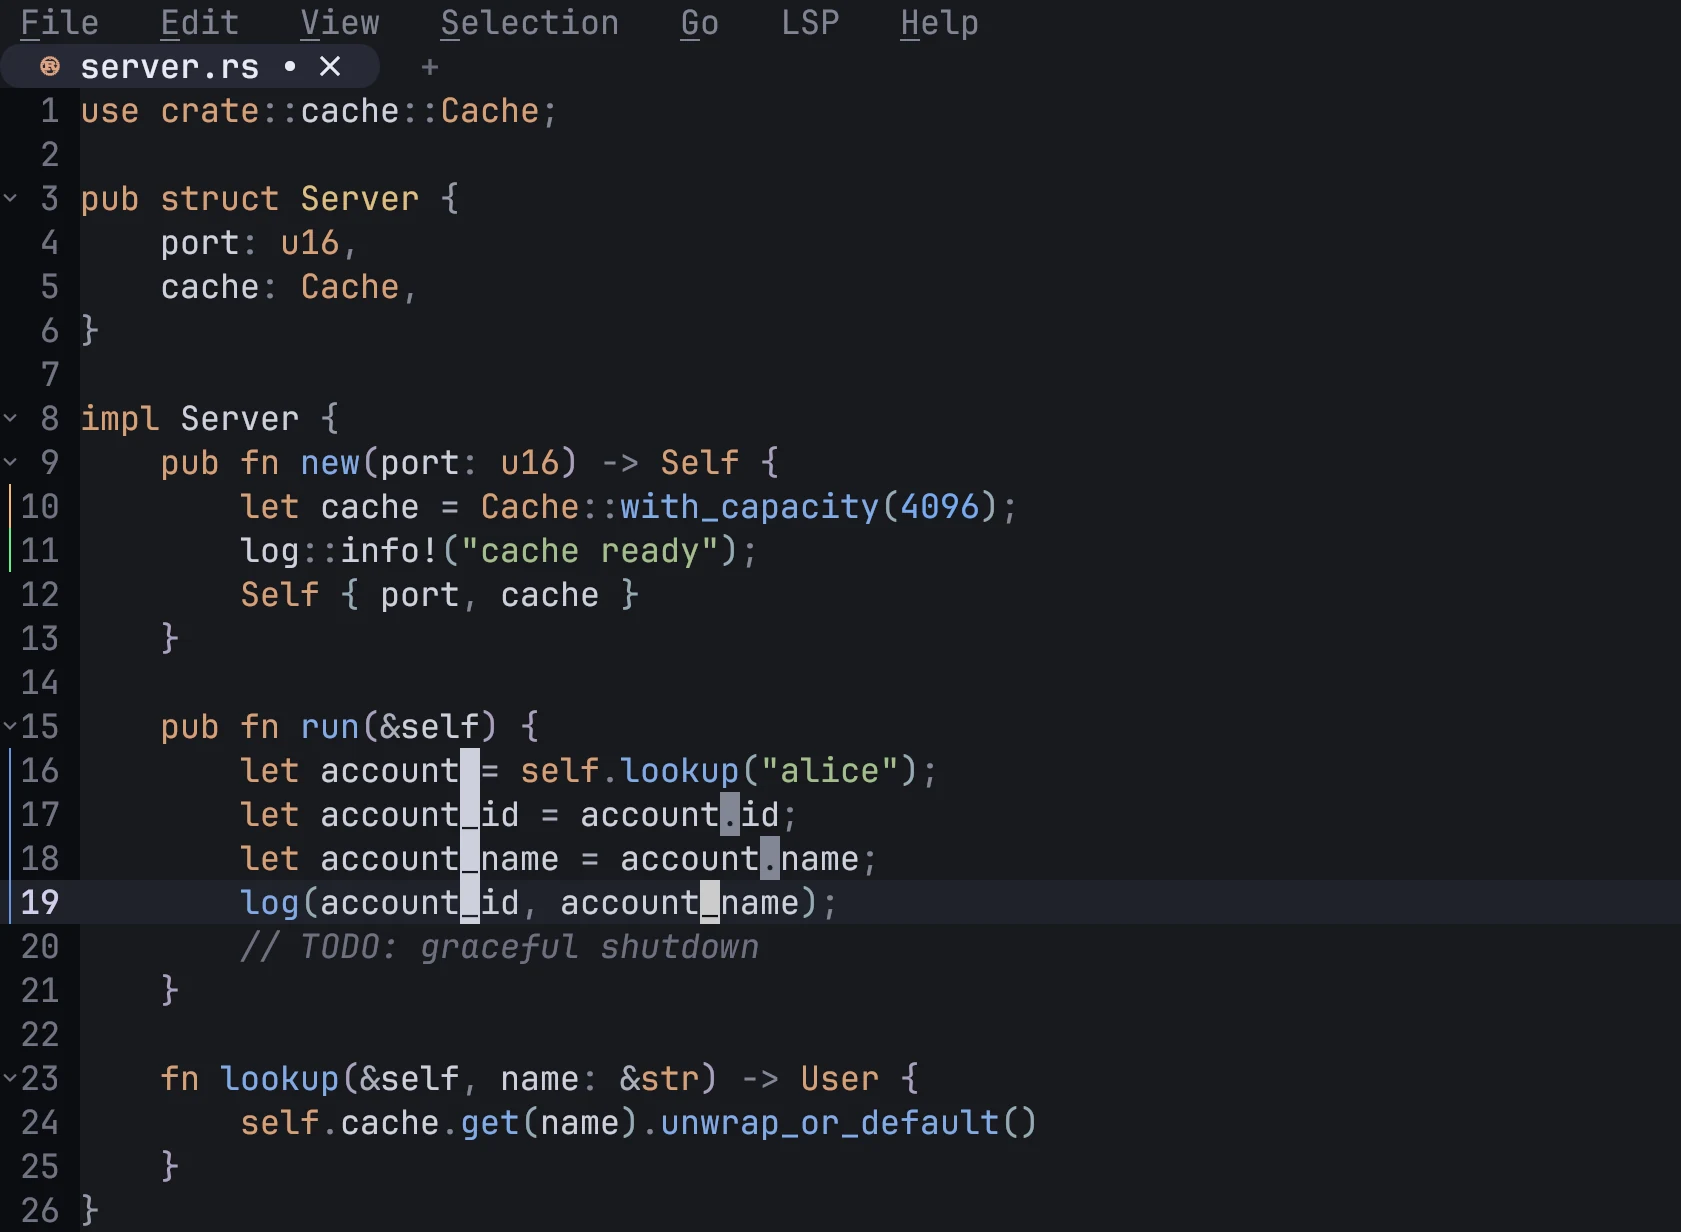 File Edit View Selection Go LSP Help
server.rs • × +
1 use crate::cache::Cache;
2
3 pub struct Server {
4     port: u16,
5     cache: Cache,
6 }
7
8 impl Server {
9     pub fn new(port: u16) -> Self {
10         let cache = Cache::with_capacity(4096);
11         log::info!("cache ready");
12         Self { port, cache }
13     }
14
15     pub fn run(&self) {
16         let account = self.lookup("alice");
17         let account_id = account.id;
18         let account_name = account.name;
19         log(account_id, account_name);
20         // TODO: graceful shutdown
21     }
22
23     fn lookup(&self, name: &str) -> User {
24         self.cache.get(name).unwrap_or_default()
25     }
26 }